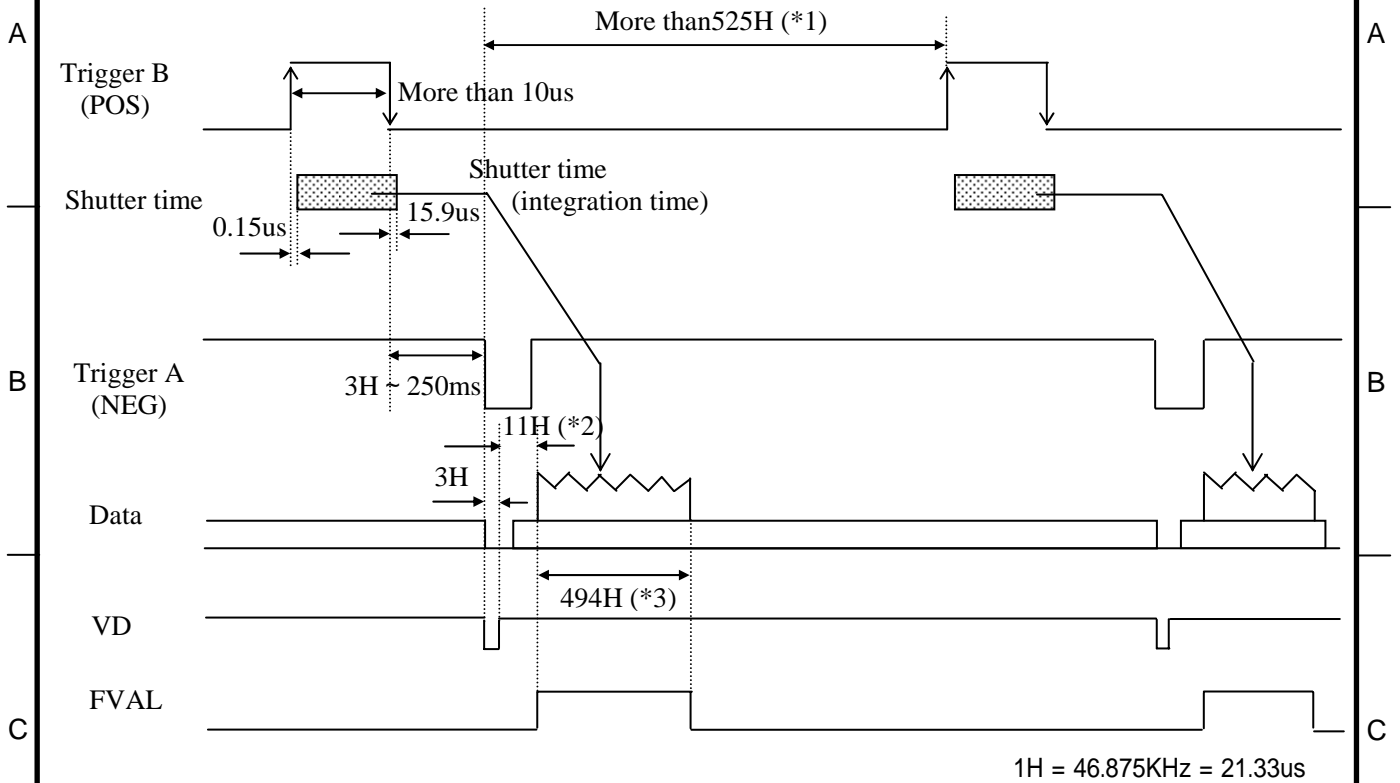 A
A
More than525H (*1)
Trigger B
(POS)
More than 10us
Shutter time
Shutter time
(integration time)
0.15us
15.9us
B
B
Trigger A
(NEG)
3H ~ 250ms
11H (*2)
3H
Data
494H (*3)
VD
FVAL
C
C
1H = 46.875KHz = 21.33us